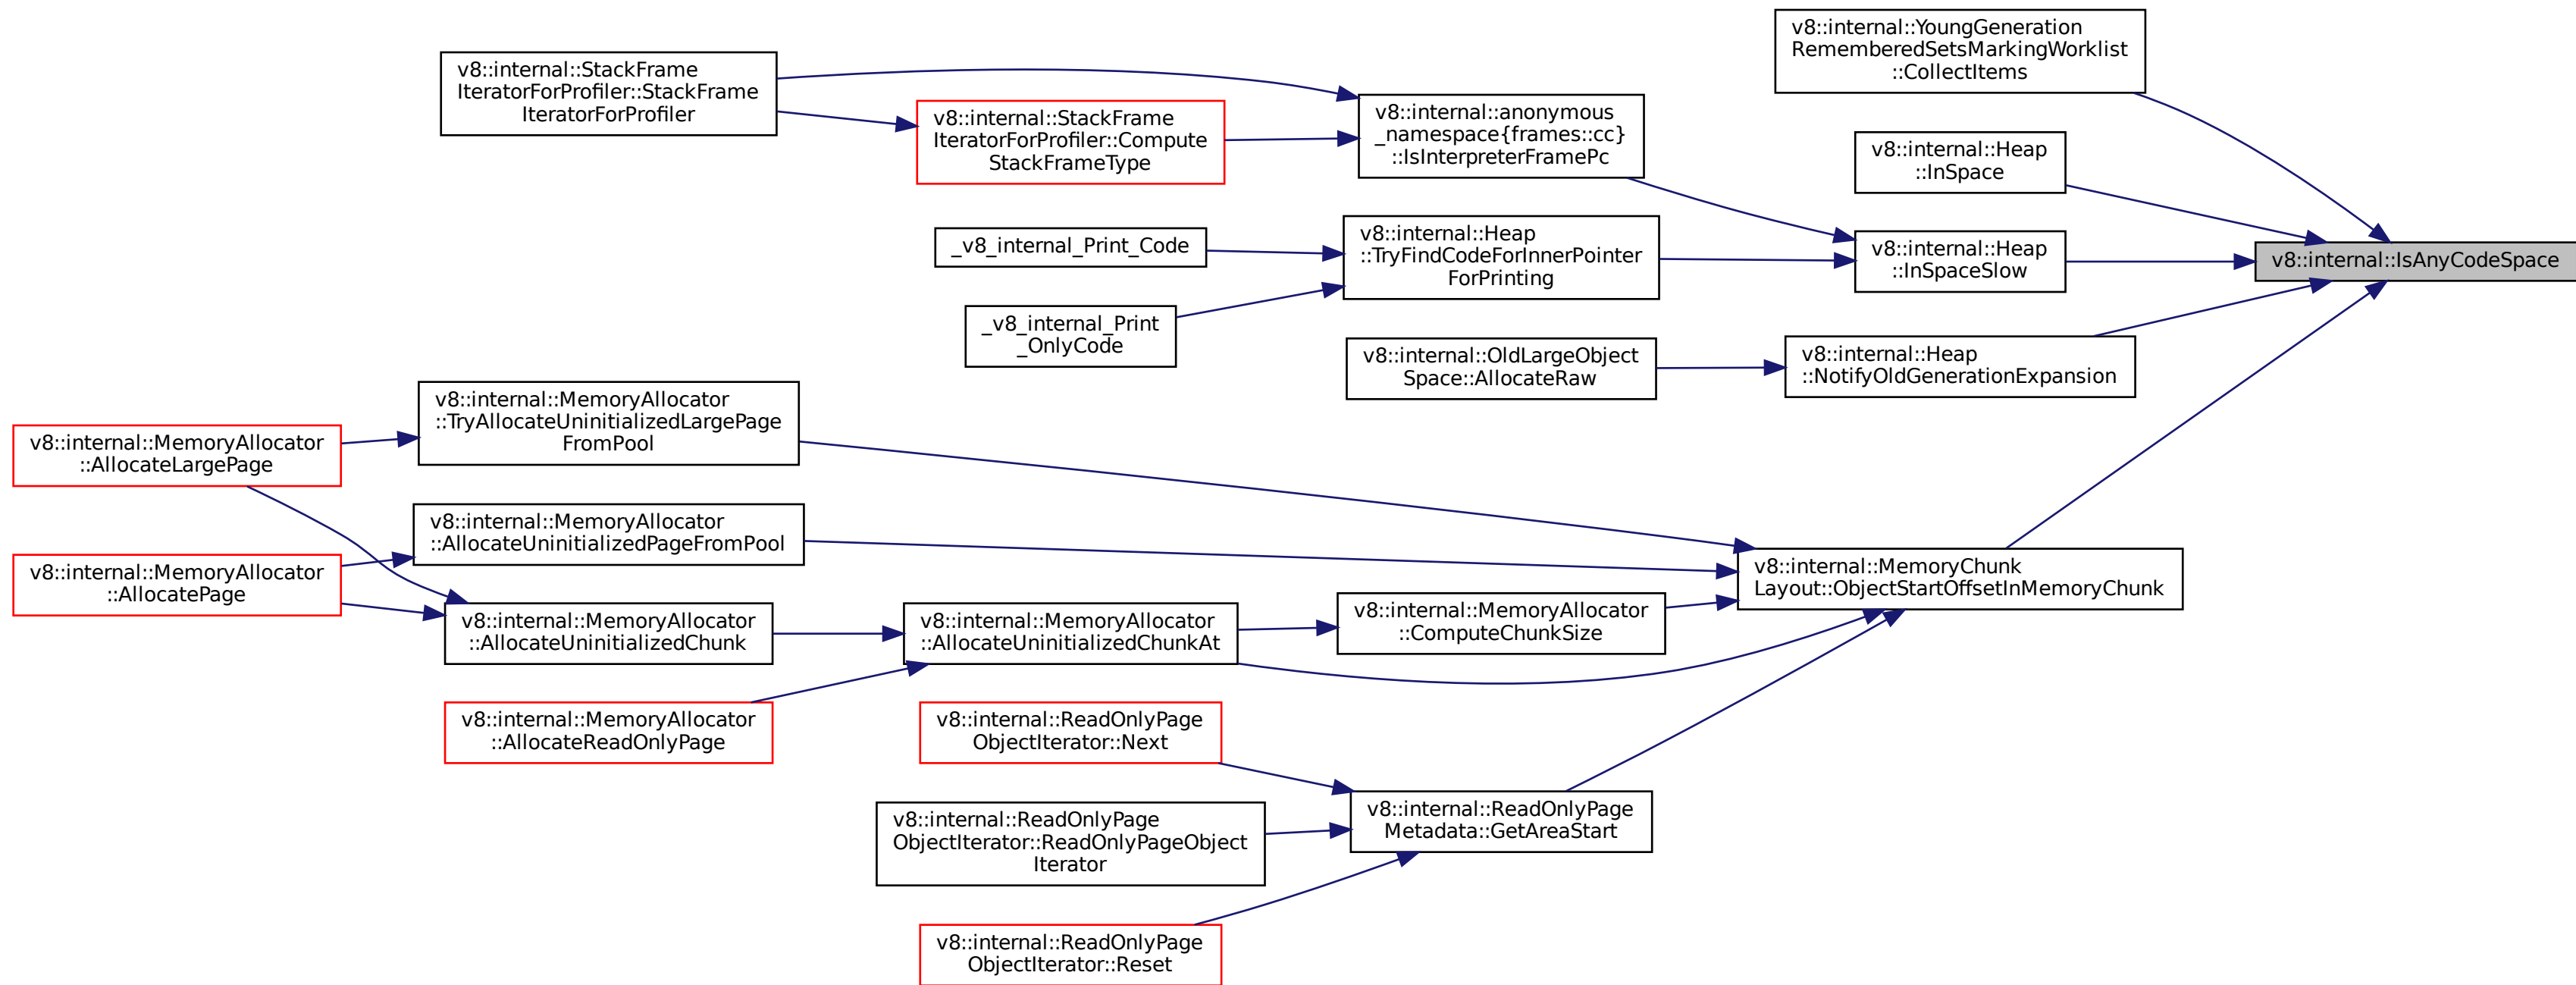 v8::internal::YoungGeneration
RememberedSetsMarkingWorklist
::CollectItems
v8::internal::StackFrame
IteratorForProfiler::StackFrame
IteratorForProfiler
v8::internal::StackFrame
IteratorForProfiler::Compute
StackFrameType
v8::internal::anonymous
_namespace{frames::cc}
::IsInterpreterFramePc
v8::internal::Heap
::InSpace
_v8_internal_Print_Code
v8::internal::Heap
::TryFindCodeForInnerPointer
ForPrinting
v8::internal::Heap
::InSpaceSlow
v8::internal::IsAnyCodeSpace
_v8_internal_Print
_OnlyCode
v8::internal::OldLargeObject
Space::AllocateRaw
v8::internal::Heap
::NotifyOldGenerationExpansion
v8::internal::MemoryAllocator
::TryAllocateUninitializedLargePage
FromPool
v8::internal::MemoryAllocator
::AllocateLargePage
v8::internal::MemoryAllocator
::AllocateUninitializedPageFromPool
v8::internal::MemoryAllocator
::AllocatePage
v8::internal::MemoryChunk
Layout::ObjectStartOffsetInMemoryChunk
v8::internal::MemoryAllocator
::AllocateUninitializedChunk
v8::internal::MemoryAllocator
::AllocateUninitializedChunkAt
v8::internal::MemoryAllocator
::ComputeChunkSize
v8::internal::MemoryAllocator
::AllocateReadOnlyPage
v8::internal::ReadOnlyPage
ObjectIterator::Next
v8::internal::ReadOnlyPage
Metadata::GetAreaStart
v8::internal::ReadOnlyPage
ObjectIterator::ReadOnlyPageObject
Iterator
v8::internal::ReadOnlyPage
ObjectIterator::Reset